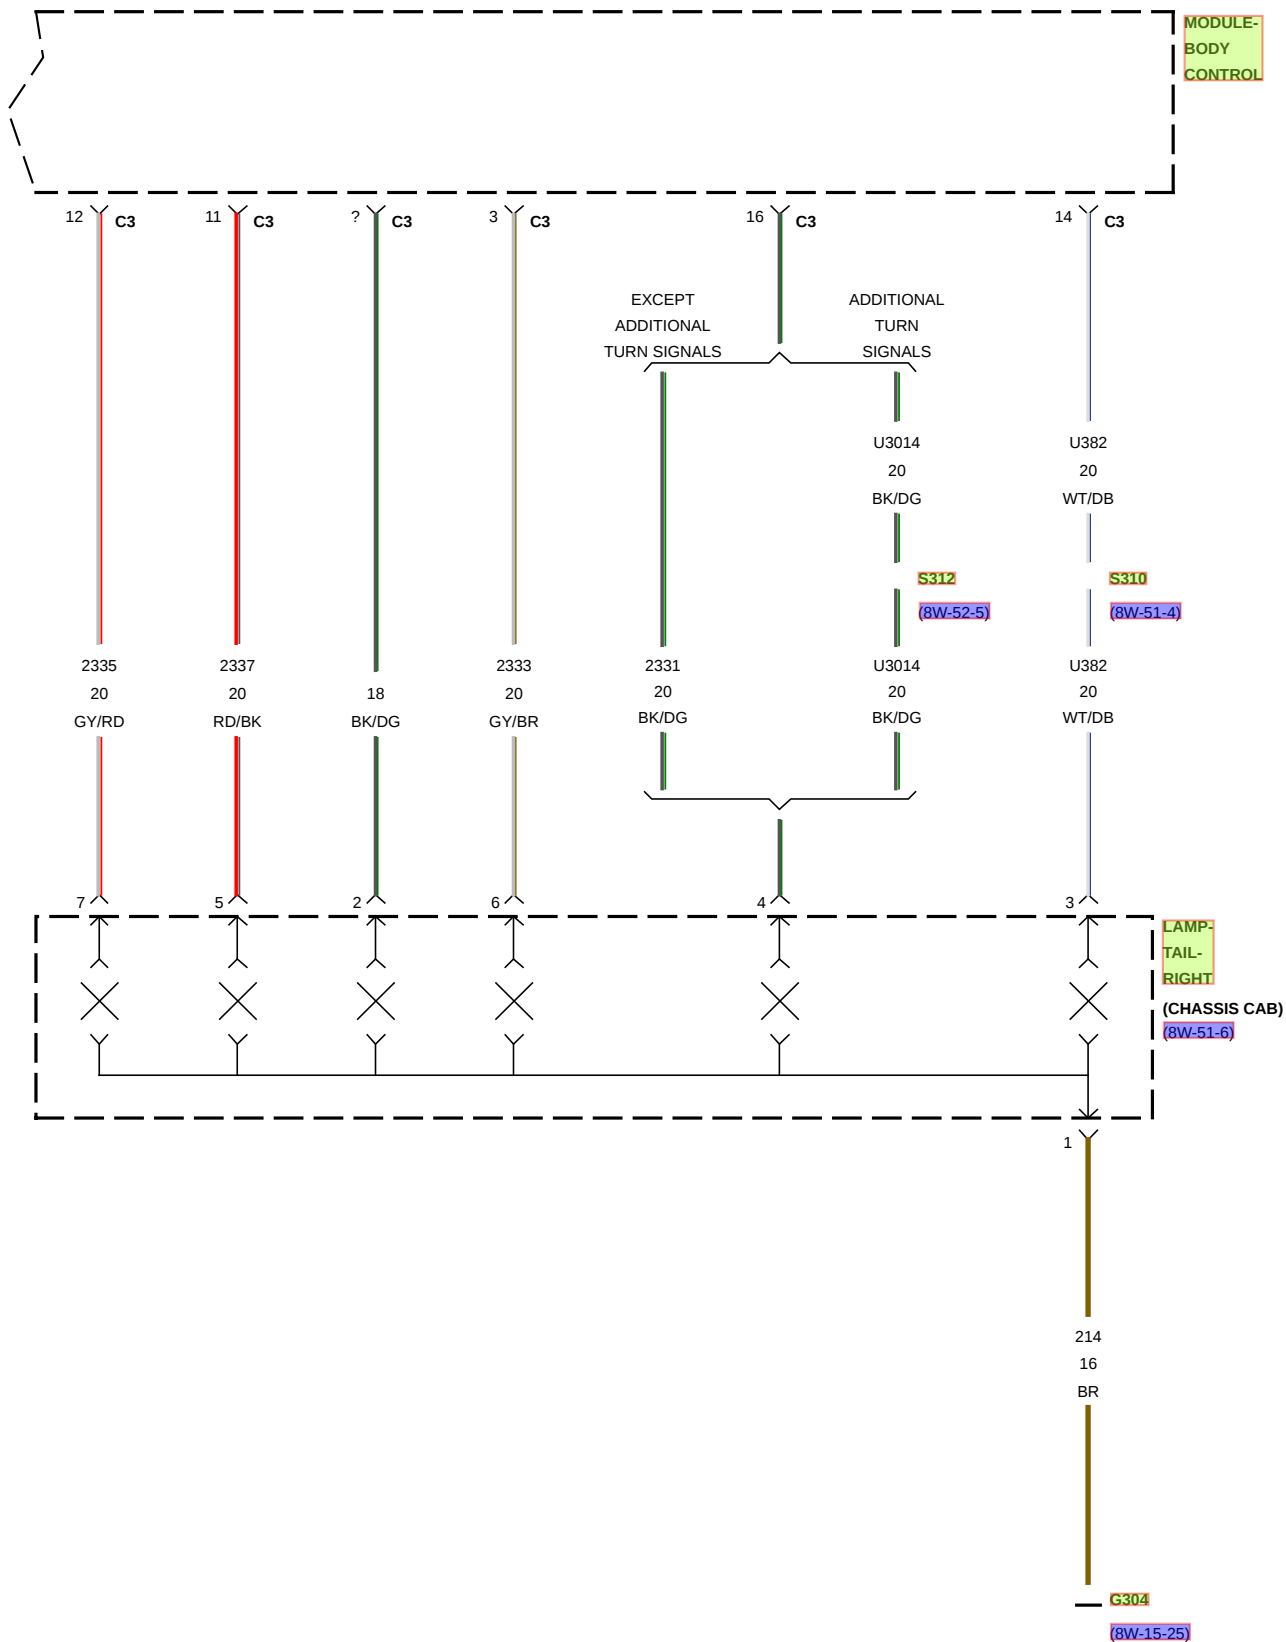 MODULE-
BODY
CONTROL
12 C3 11 C3 ? C3 3 C3 16 C3 14 C3
EXCEPT
ADDITIONAL
TURN SIGNALS
ADDITIONAL
TURN
SIGNALS
U3014
20
BK/DG
U382
20
WT/DB
S312
(8W-52-5)
S310
(8W-51-4)
2335
20
GY/RD
2337
20
RD/BK
18
BK/DG
2333
20
GY/BR
2331
20
BK/DG
U3014
20
BK/DG
U382
20
WT/DB
7 5 2 6 4 3
LAMP-
TAIL-
RIGHT
(CHASSIS CAB)
(8W-51-6)
1
214
16
BR
G304
(8W-15-25)